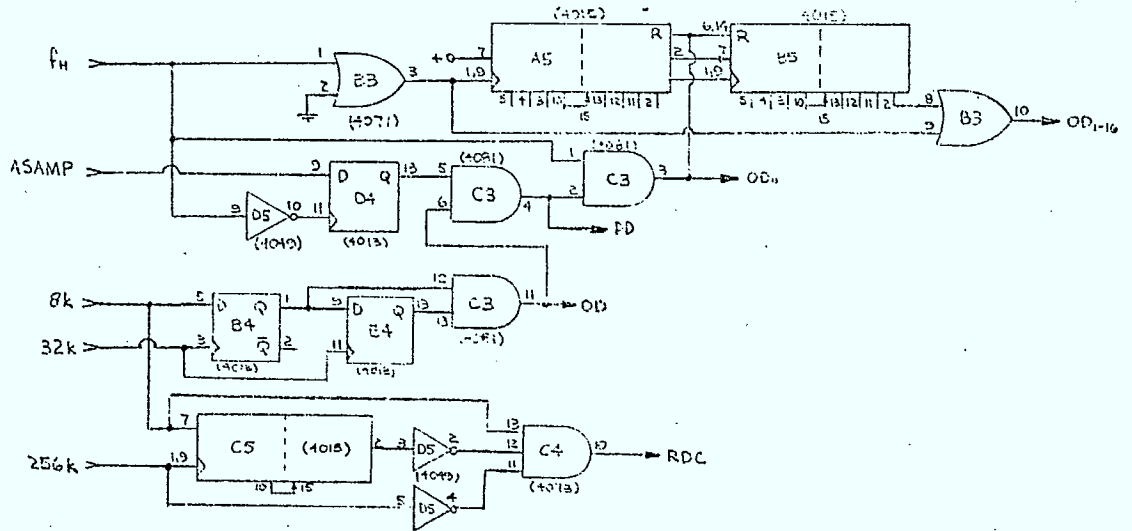 (4015)
4015
fH
1
2
B3
3
(4071)
+0
7
1,9
A5
R
2
1,9
5 4 3 10 13 12 11 2
15
6,14
7
1,9
B5
5 4 3 10 13 12 11 2
15
8
9
B3
10
OD1-16
ASAMP
9
D Q
D4
13
11
(4013)
9
D5
10
(4049)
(4081)
5
6
C3
4
PD
(4081)
1
2
C3
3
8k
5
D Q
B4
Q
1
2
3
32k
9
D Q
13
11
12
13
C3
11
OD
7
C5
(4015)
1,9
10 15
2
3
D5
2
(4049)
256k
5
D5
4
13
12
11
C4
10
(4073)
RDC